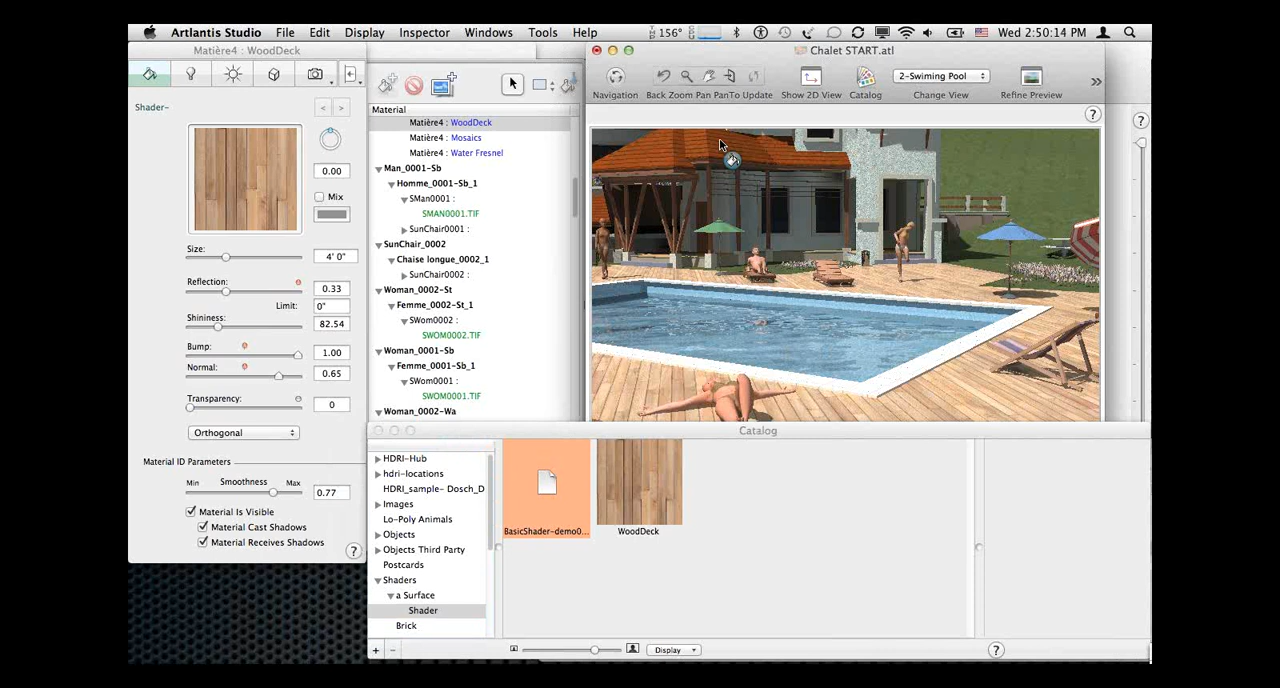 Artlantis Studio File Edit Display Inspector Windows Tools Help 156° Wed 2:50:14 PM
Matière4 : WoodDeck
Chalet START.atl
Navigation Back Zoom Pan PanTo Update Show 2D View Catalog 2-Swiming Pool Change View Refine Preview »
?
?
Shader- < >
0.00
Mix
Size: 4' 0"
Reflection: 0.33
Limit: 0"
Shininess: 82.54
Bump: 1.00
Normal: 0.65
Transparency: 0
Orthogonal
Material ID Parameters
Min Smoothness Max
0.77
Material Is Visible
Material Cast Shadows
Material Receives Shadows
?
Material
Matière4 : WoodDeck
Matière4 : Mosaics
Matière4 : Water Fresnel
Man_0001-Sb
Homme_0001-Sb_1
SMan0001 :
SMAN0001.TIF
SunChair0001 :
SunChair_0002
Chaise longue_0002_1
SunChair0002 :
Woman_0002-St
Femme_0002-St_1
SWom0002 :
SWOM0002.TIF
Woman_0001-Sb
Femme_0001-Sb_1
SWom0001 :
SWOM0001.TIF
Woman_0002-Wa
Catalog
HDRI-Hub
hdri-locations
HDRI_sample- Dosch_D
Images
Lo-Poly Animals
Objects
Objects Third Party
Postcards
Shaders
a Surface
Shader
Brick
BasicShader-demo0...
WoodDeck
+ − Display ?